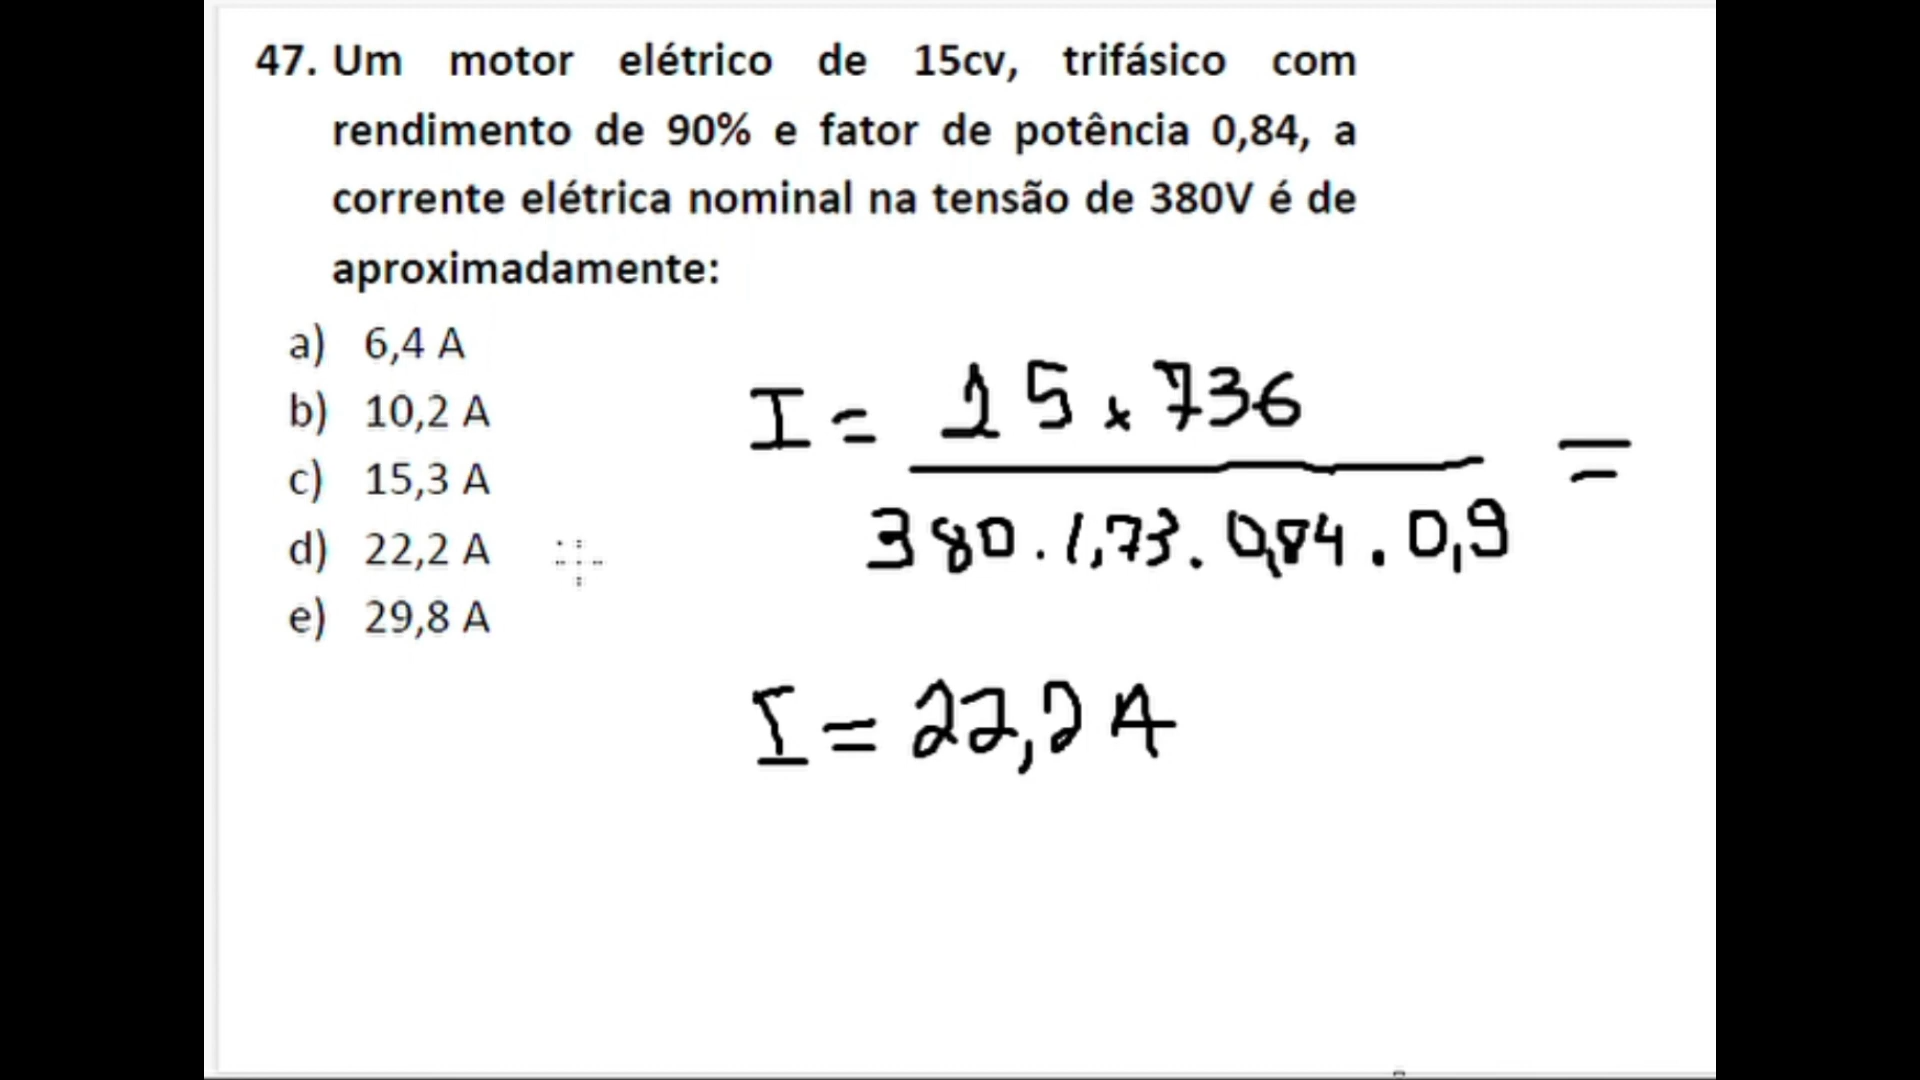 47. Um motor elétrico de 15cv, trifásico com
rendimento de 90% e fator de potência 0,84, a
corrente elétrica nominal na tensão de 380V é de
aproximadamente:
a) 6,4 A
b) 10,2 A
c) 15,3 A
d) 22,2 A
e) 29,8 A
I = 15 x 736 =
380 . 1,73 . 0,84 . 0,9
I = 22,2 A